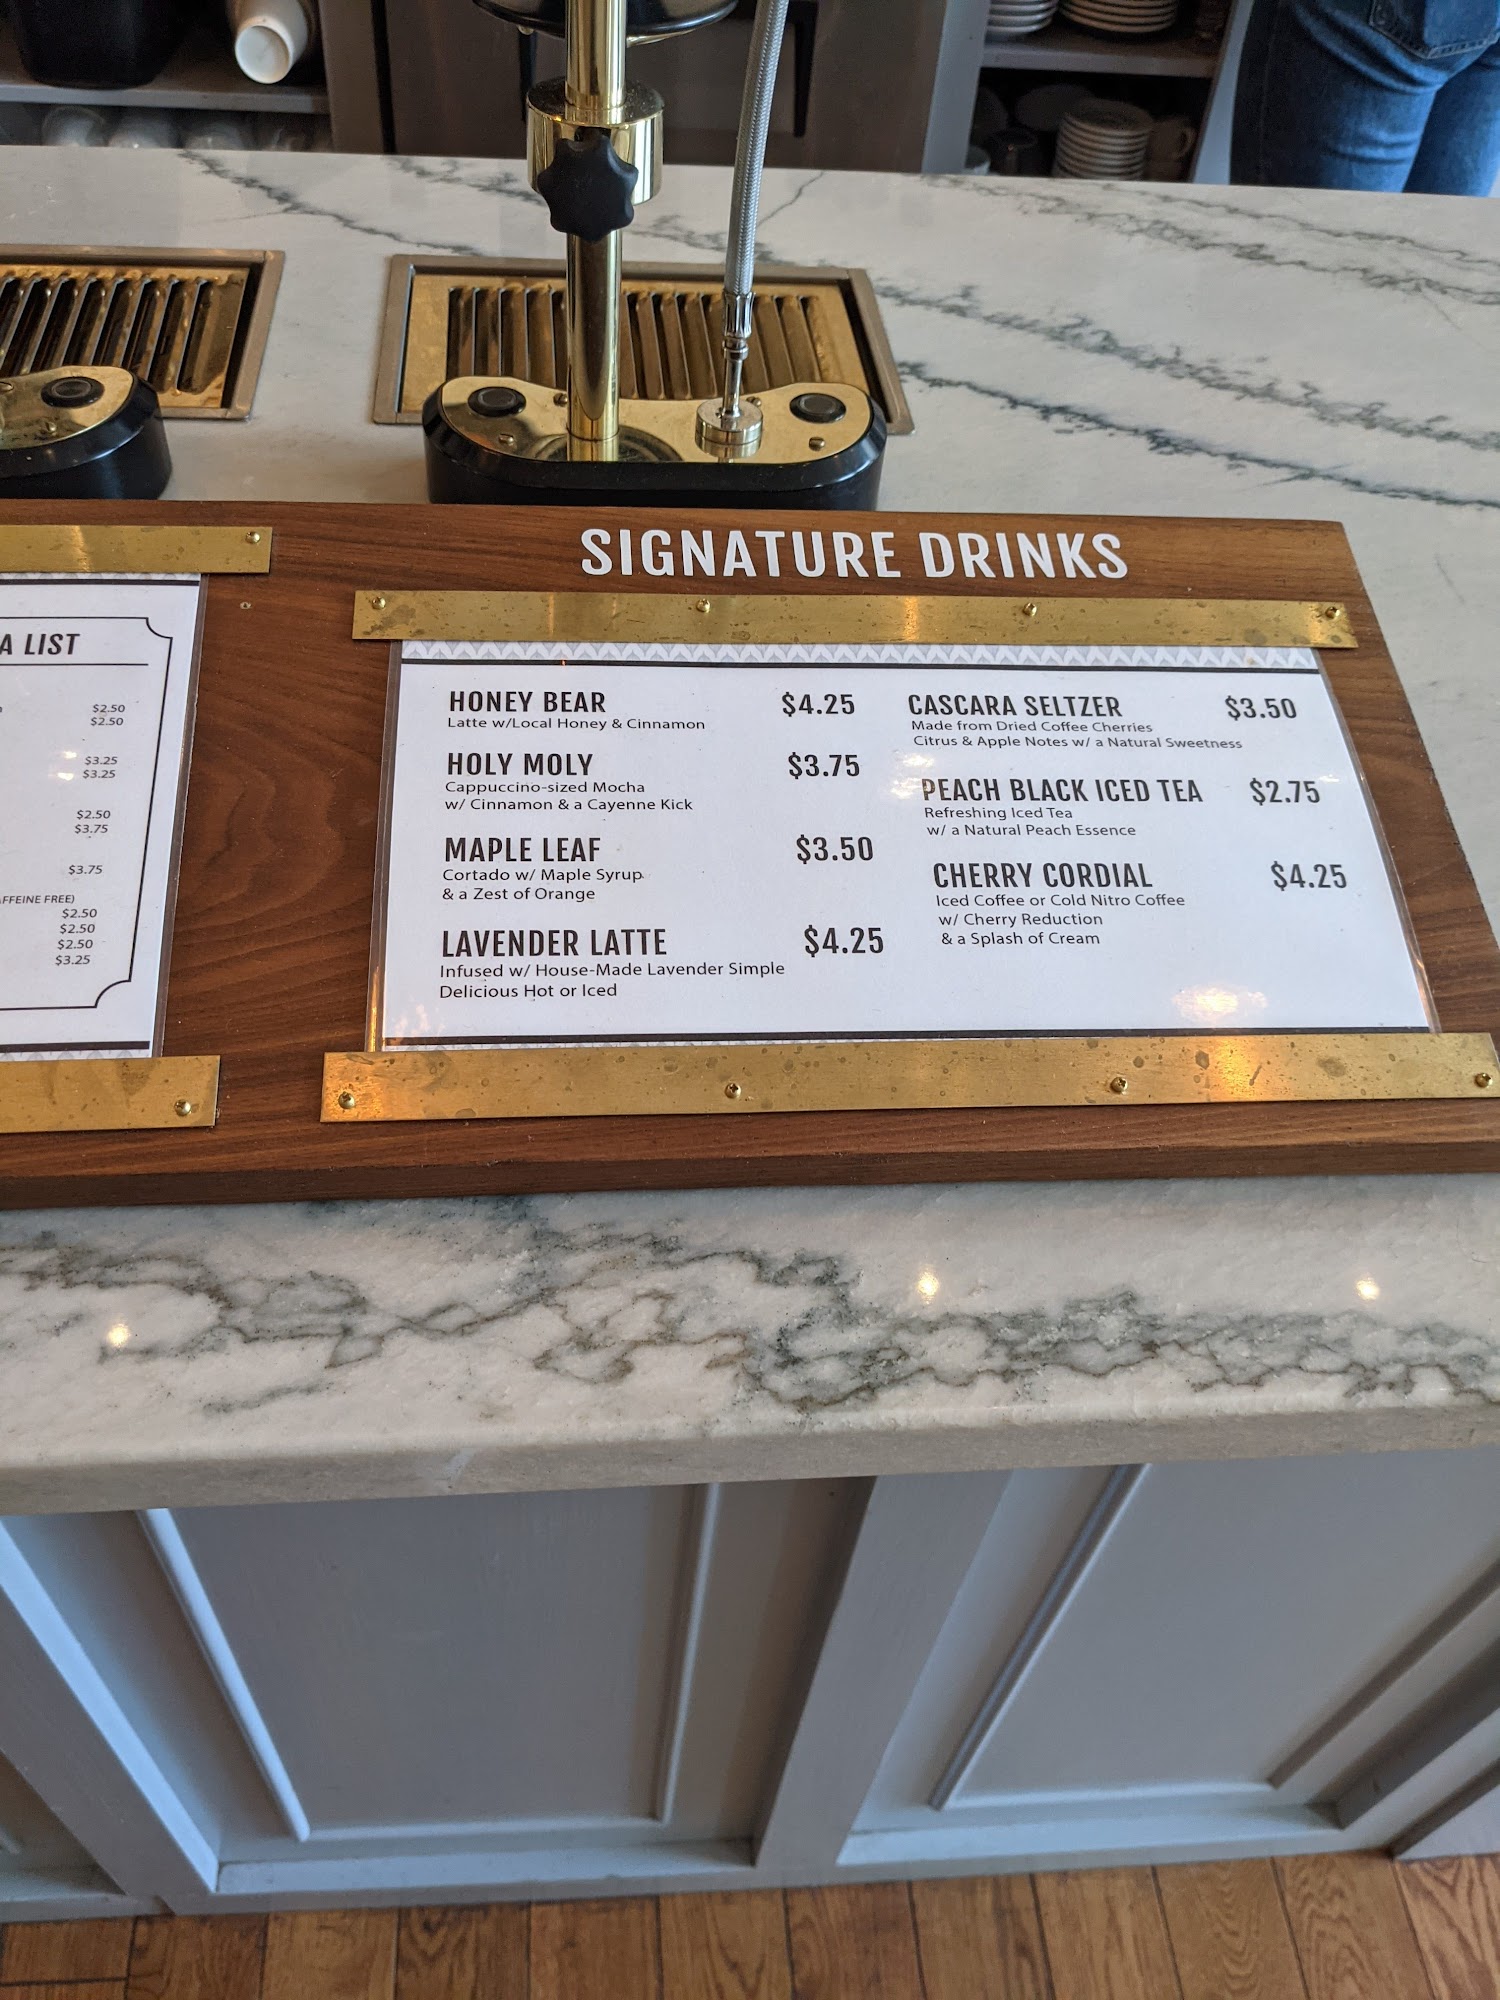 A LIST
$2.50
$2.50
$3.25
$3.25
$2.50
$3.75
$3.75
FFEINE FREE)
$2.50
$2.50
$2.50
$3.25
SIGNATURE DRINKS
HONEY BEAR $4.25
Latte w/Local Honey & Cinnamon
HOLY MOLY $3.75
Cappuccino-sized Mocha
w/ Cinnamon & a Cayenne Kick
MAPLE LEAF $3.50
Cortado w/ Maple Syrup
& a Zest of Orange
LAVENDER LATTE $4.25
Infused w/ House-Made Lavender Simple
Delicious Hot or Iced
CASCARA SELTZER $3.50
Made from Dried Coffee Cherries
Citrus & Apple Notes w/ a Natural Sweetness
PEACH BLACK ICED TEA $2.75
Refreshing Iced Tea
w/ a Natural Peach Essence
CHERRY CORDIAL $4.25
Iced Coffee or Cold Nitro Coffee
w/ Cherry Reduction
& a Splash of Cream